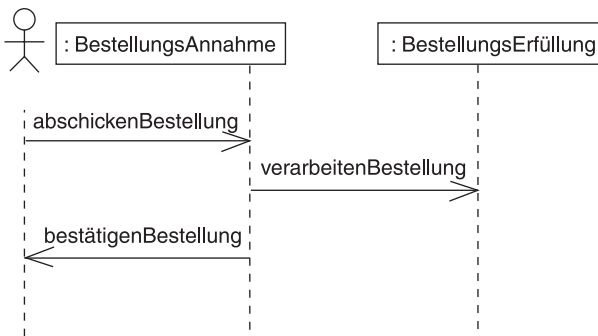 : BestellungsAnnahme
: BestellungsErfüllung
abschickenBestellung
verarbeitenBestellung
bestätigenBestellung